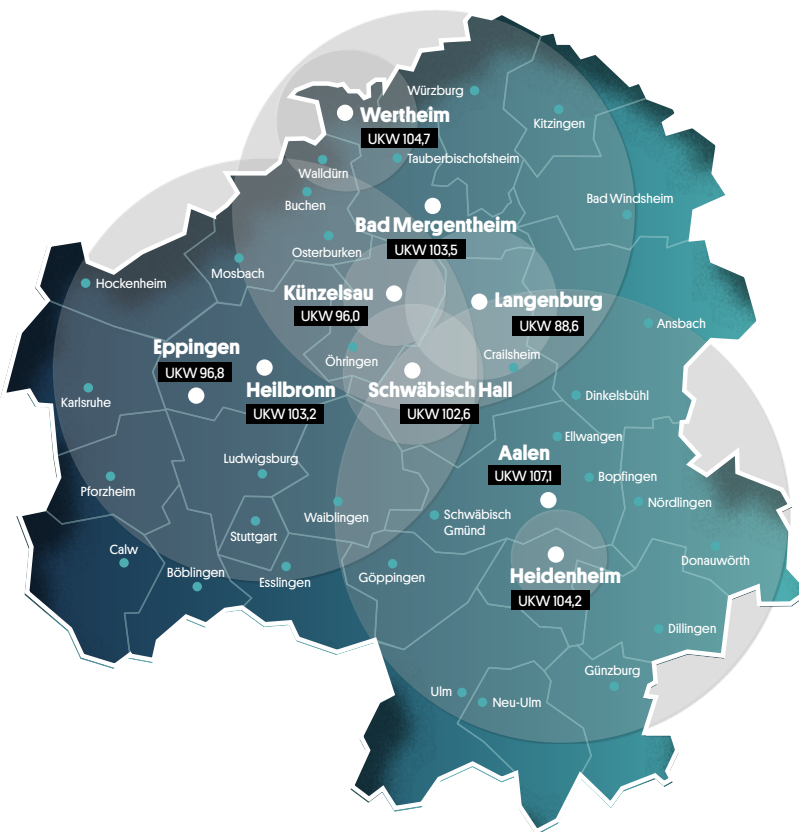 Würzburg
Wertheim
UKW 104,7
Kitzingen
Tauberbischofsheim
Walldürn
Buchen
Bad Windsheim
Bad Mergentheim
UKW 103,5
Osterburken
Mosbach
Hockenheim
Künzelsau
UKW 96,0
Langenburg
UKW 88,6
Ansbach
Eppingen
UKW 96,8
Öhringen
Crailsheim
Heilbronn
UKW 103,2
Schwäbisch Hall
UKW 102,6
Karlsruhe
Dinkelsbühl
Ellwangen
Aalen
UKW 107,1
Ludwigsburg
Bopfingen
Pforzheim
Nördlingen
Waiblingen
Schwäbisch
Gmünd
Stuttgart
Calw
Donauwörth
Böblingen
Esslingen
Göppingen
Heidenheim
UKW 104,2
Dillingen
Günzburg
Ulm
Neu-Ulm